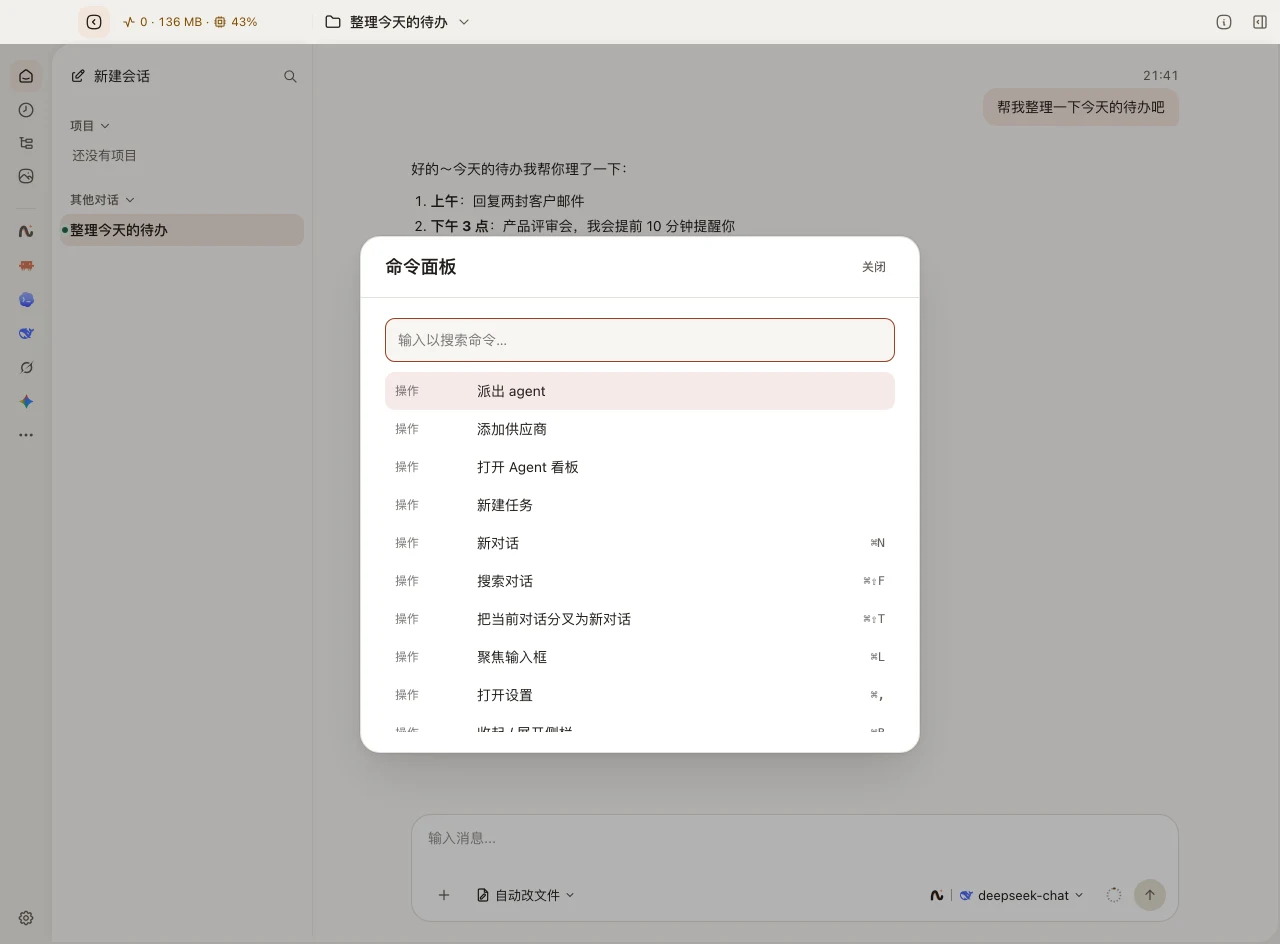 0 · 136 MB · 43%
整理今天的待办
新建会话
项目
还没有项目
其他对话
整理今天的待办
21:41
帮我整理一下今天的待办吧
好的～今天的待办我帮你理了一下：
1. 上午：回复两封客户邮件
2. 下午 3 点：产品评审会，我会提前 10 分钟提醒你
命令面板
关闭
输入以搜索命令...
操作 派出 agent
操作 添加供应商
操作 打开 Agent 看板
操作 新建任务
操作 新对话 ⌘N
操作 搜索对话 ⌘⇧F
操作 把当前对话分叉为新对话 ⌘⇧T
操作 聚焦输入框 ⌘L
操作 打开设置 ⌘,
操作 收起 / 展开侧栏 ⌘B
输入消息...
自动改文件
deepseek-chat